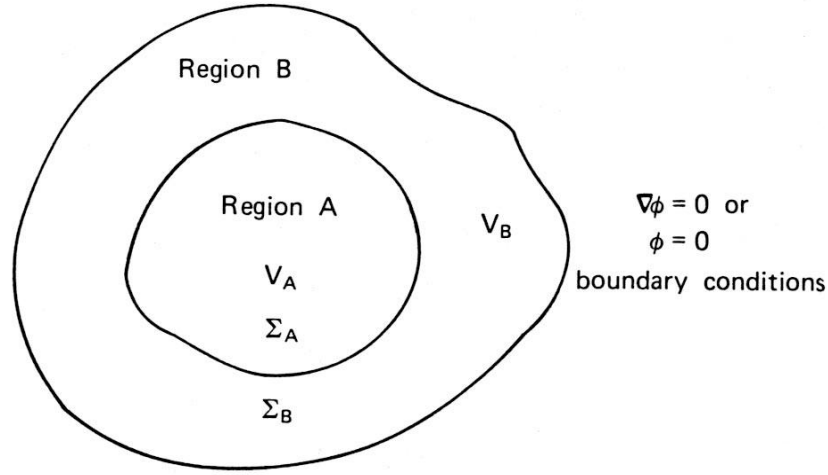 Region B
Region A
V_B
∇ϕ = 0 or
ϕ = 0
boundary conditions
V_A
Σ_A
Σ_B